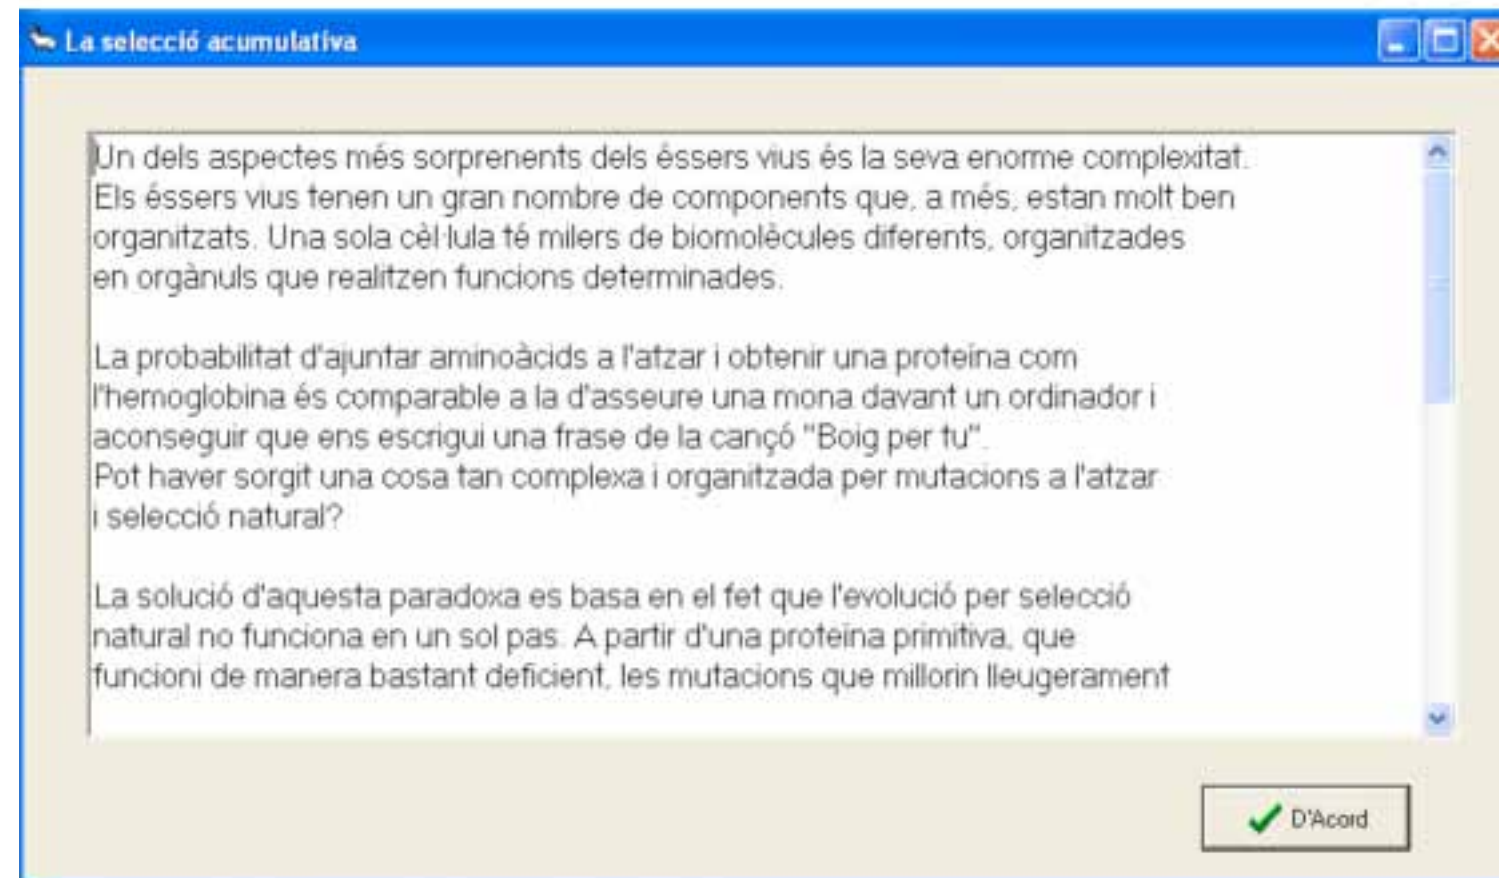 La selecció acumulativa
Un dels aspectes més sorprenents dels éssers vius és la seva enorme complexitat.
Els éssers vius tenen un gran nombre de components que, a més, estan molt ben
organitzats. Una sola cèl·lula té milers de biomolècules diferents, organitzades
en orgànuls que realitzen funcions determinades.
La probabilitat d'ajuntar aminoàcids a l'atzar i obtenir una proteïna com
l'hemoglobina és comparable a la d'asseure una mona davant un ordinador i
aconseguir que ens escrigui una frase de la cançó "Boig per tu".
Pot haver sorgit una cosa tan complexa i organitzada per mutacions a l'atzar
i selecció natural?
La solució d'aquesta paradoxa es basa en el fet que l'evolució per selecció
natural no funciona en un sol pas. A partir d'una proteïna primitiva, que
funcioni de manera bastant deficient, les mutacions que millorin lleugerament
D'Acord